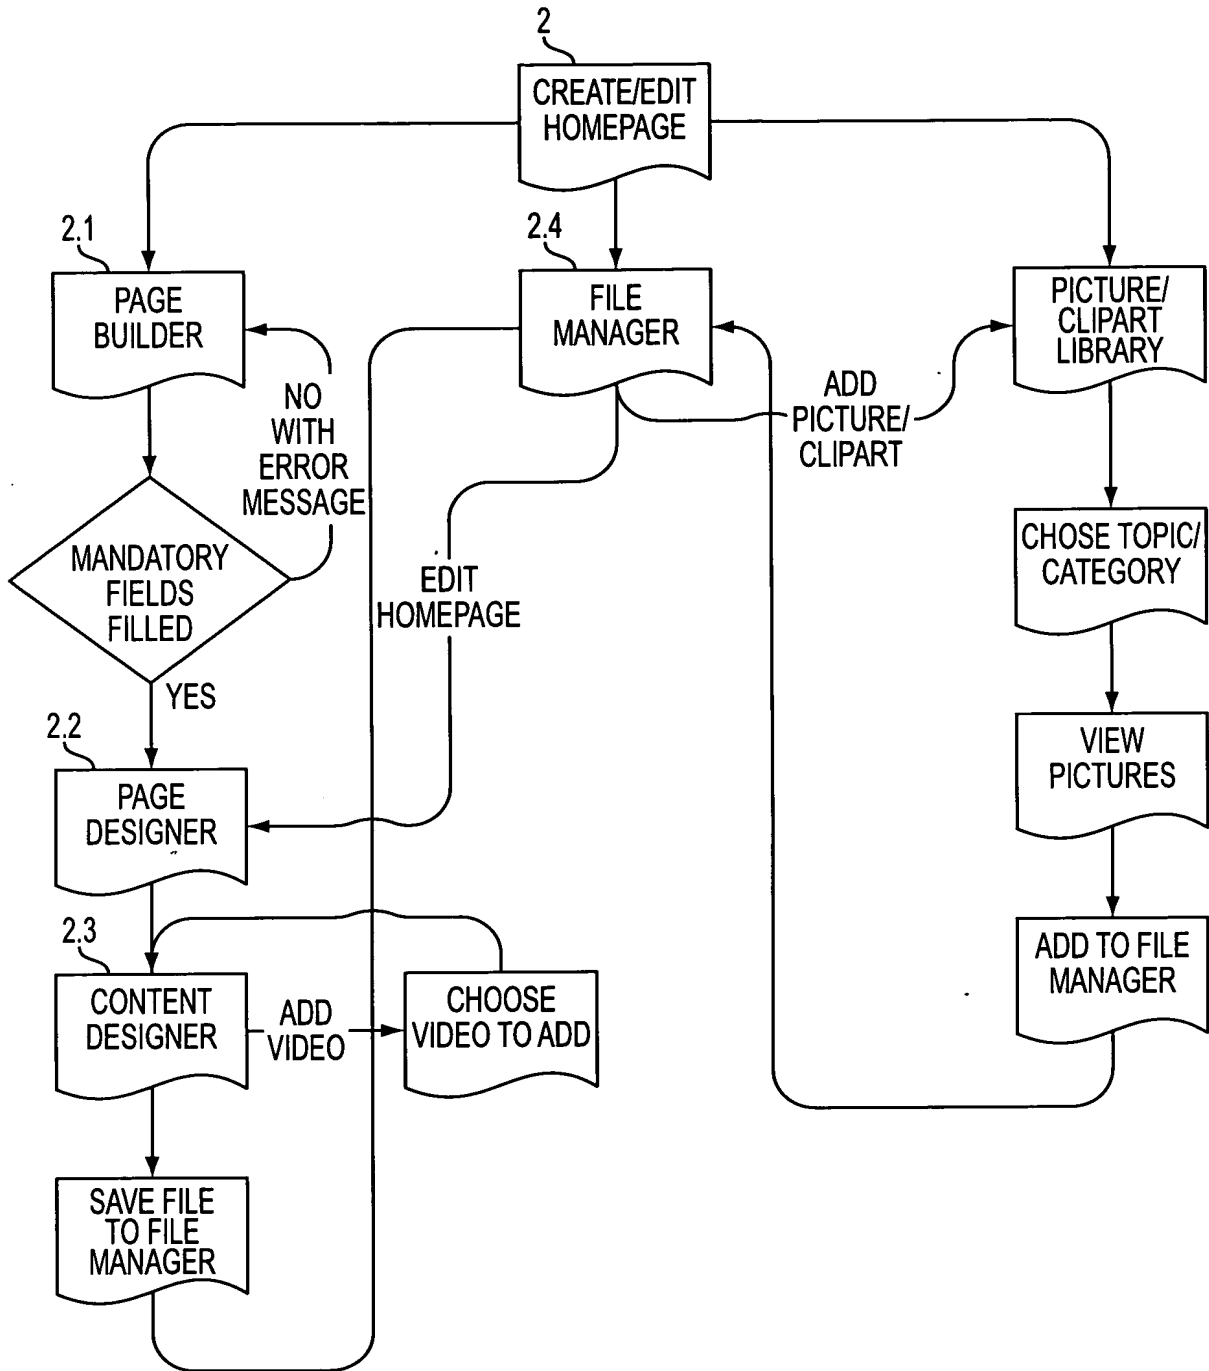 2
CREATE/EDIT
HOMEPAGE
2.1
PAGE
BUILDER
2.4
FILE
MANAGER
PICTURE/
CLIPART
LIBRARY
NO
WITH
ERROR
MESSAGE
ADD
PICTURE/
CLIPART
MANDATORY
FIELDS
FILLED
YES
EDIT
HOMEPAGE
CHOSE TOPIC/
CATEGORY
2.2
PAGE
DESIGNER
VIEW
PICTURES
2.3
CONTENT
DESIGNER
ADD
VIDEO
CHOOSE
VIDEO TO ADD
ADD TO FILE
MANAGER
SAVE FILE
TO FILE
MANAGER